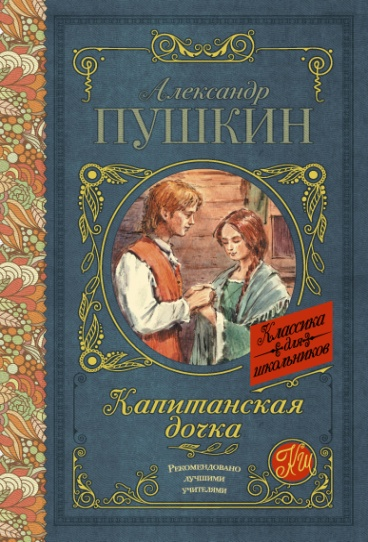 Александр
ПУШКИН
Классика
для
школьников
Капитанская
дочка
КШ
Рекомендовано
лучшими
учителями